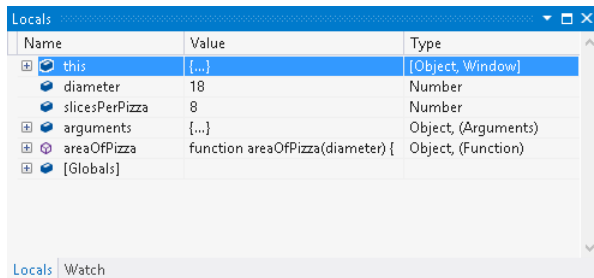 Locals
Name Value Type
this {...} [Object, Window]
diameter 18 Number
slicesPerPizza 8 Number
arguments {...} Object, (Arguments)
areaOfPizza function areaOfPizza(diameter) { Object, (Function)
[Globals]
Locals Watch